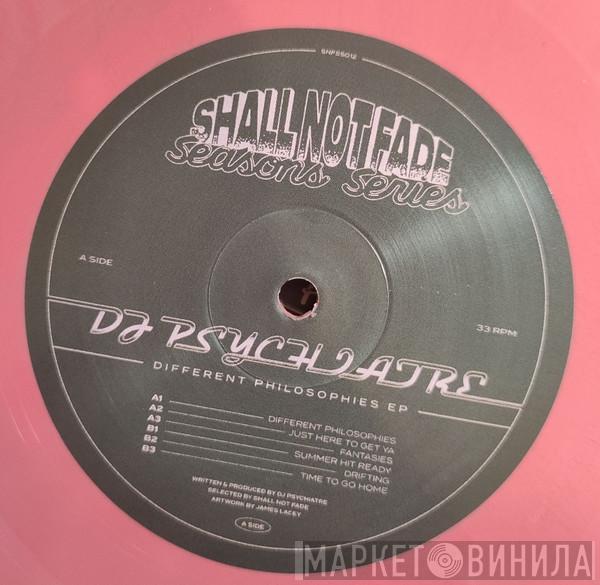 SNFSS012
SHALL NOT FADE
Seasons Series
A SIDE
33 RPM
DJ PSYCHIATRE
DIFFERENT PHILOSOPHIES EP
A1 DIFFERENT PHILOSOPHIES
A2 JUST HERE TO GET YA
A3 FANTASIES
B1 SUMMER HIT READY
B2 DRIFTING
B3 TIME TO GO HOME
WRITTEN & PRODUCED BY DJ PSYCHIATRE
SELECTED BY SHALL NOT FADE
ARTWORK BY JAMES LACEY
A SIDE
МАРКЕТ ВИНИЛА